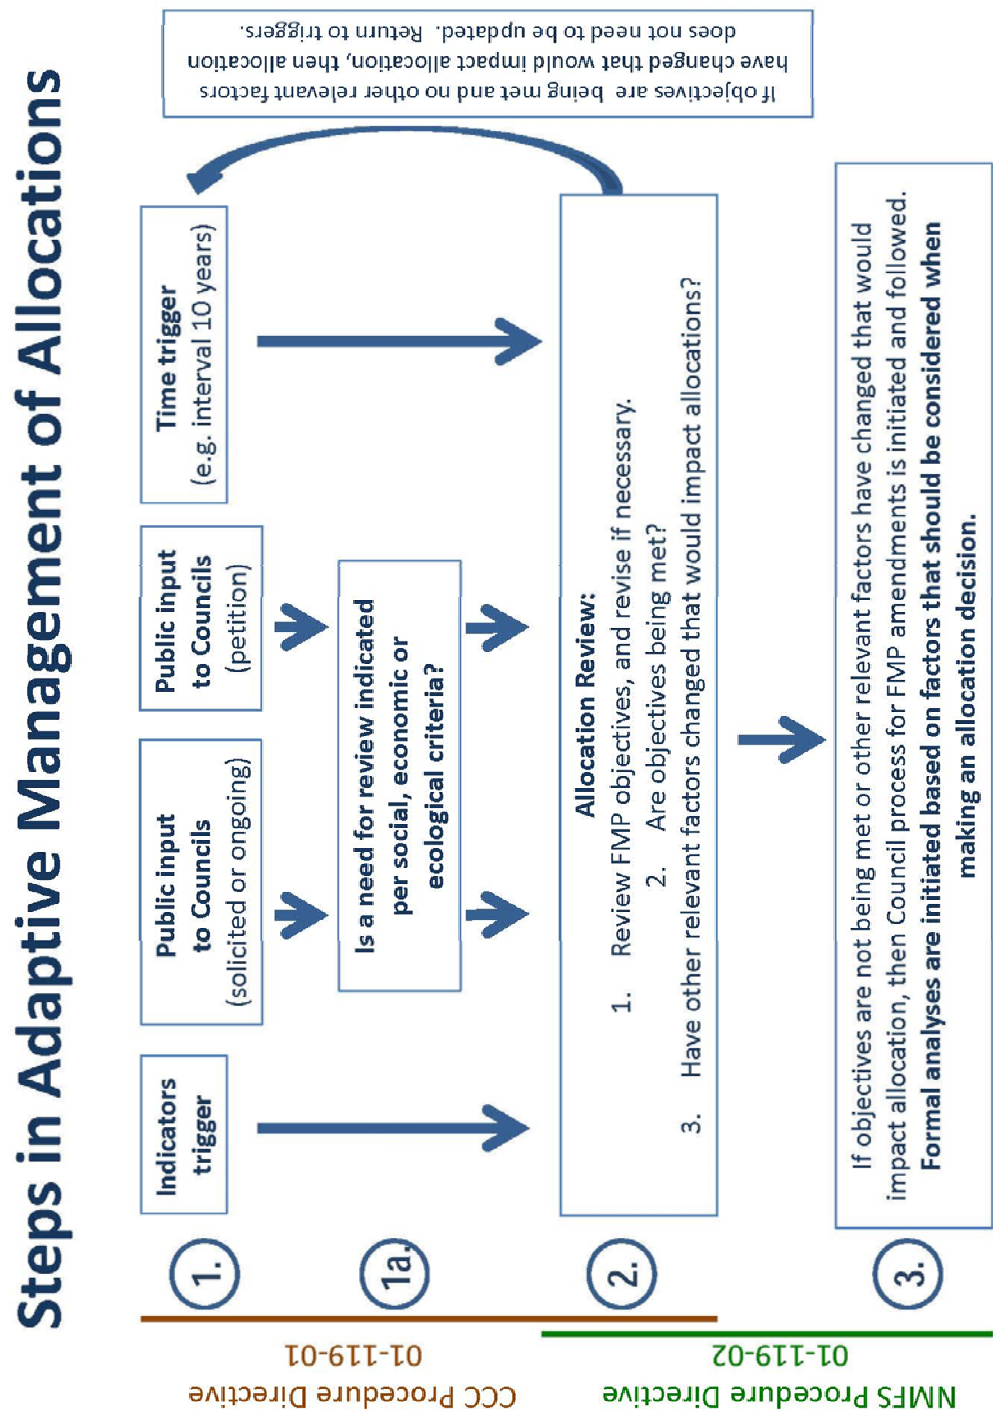 Steps in Adaptive Management of Allocations
1.
Indicators
trigger
Public input
to Councils
(solicited or ongoing)
Public input
to Councils
(petition)
Time trigger
(e.g. interval 10 years)
1a.
Is a need for review indicated
per social, economic or
ecological criteria?
2.
Allocation Review:
1. Review FMP objectives, and revise if necessary.
2. Are objectives being met?
3. Have other relevant factors changed that would impact allocations?
If objectives are being met and no other relevant factors
have changed that would impact allocation, then allocation
does not need to be updated. Return to triggers.
3.
If objectives are not being met or other relevant factors have changed that would
impact allocation, then Council process for FMP amendments is initiated and followed.
Formal analyses are initiated based on factors that should be considered when
making an allocation decision.
CCC Procedure Directive
01-119-01
NMFS Procedure Directive
01-119-02